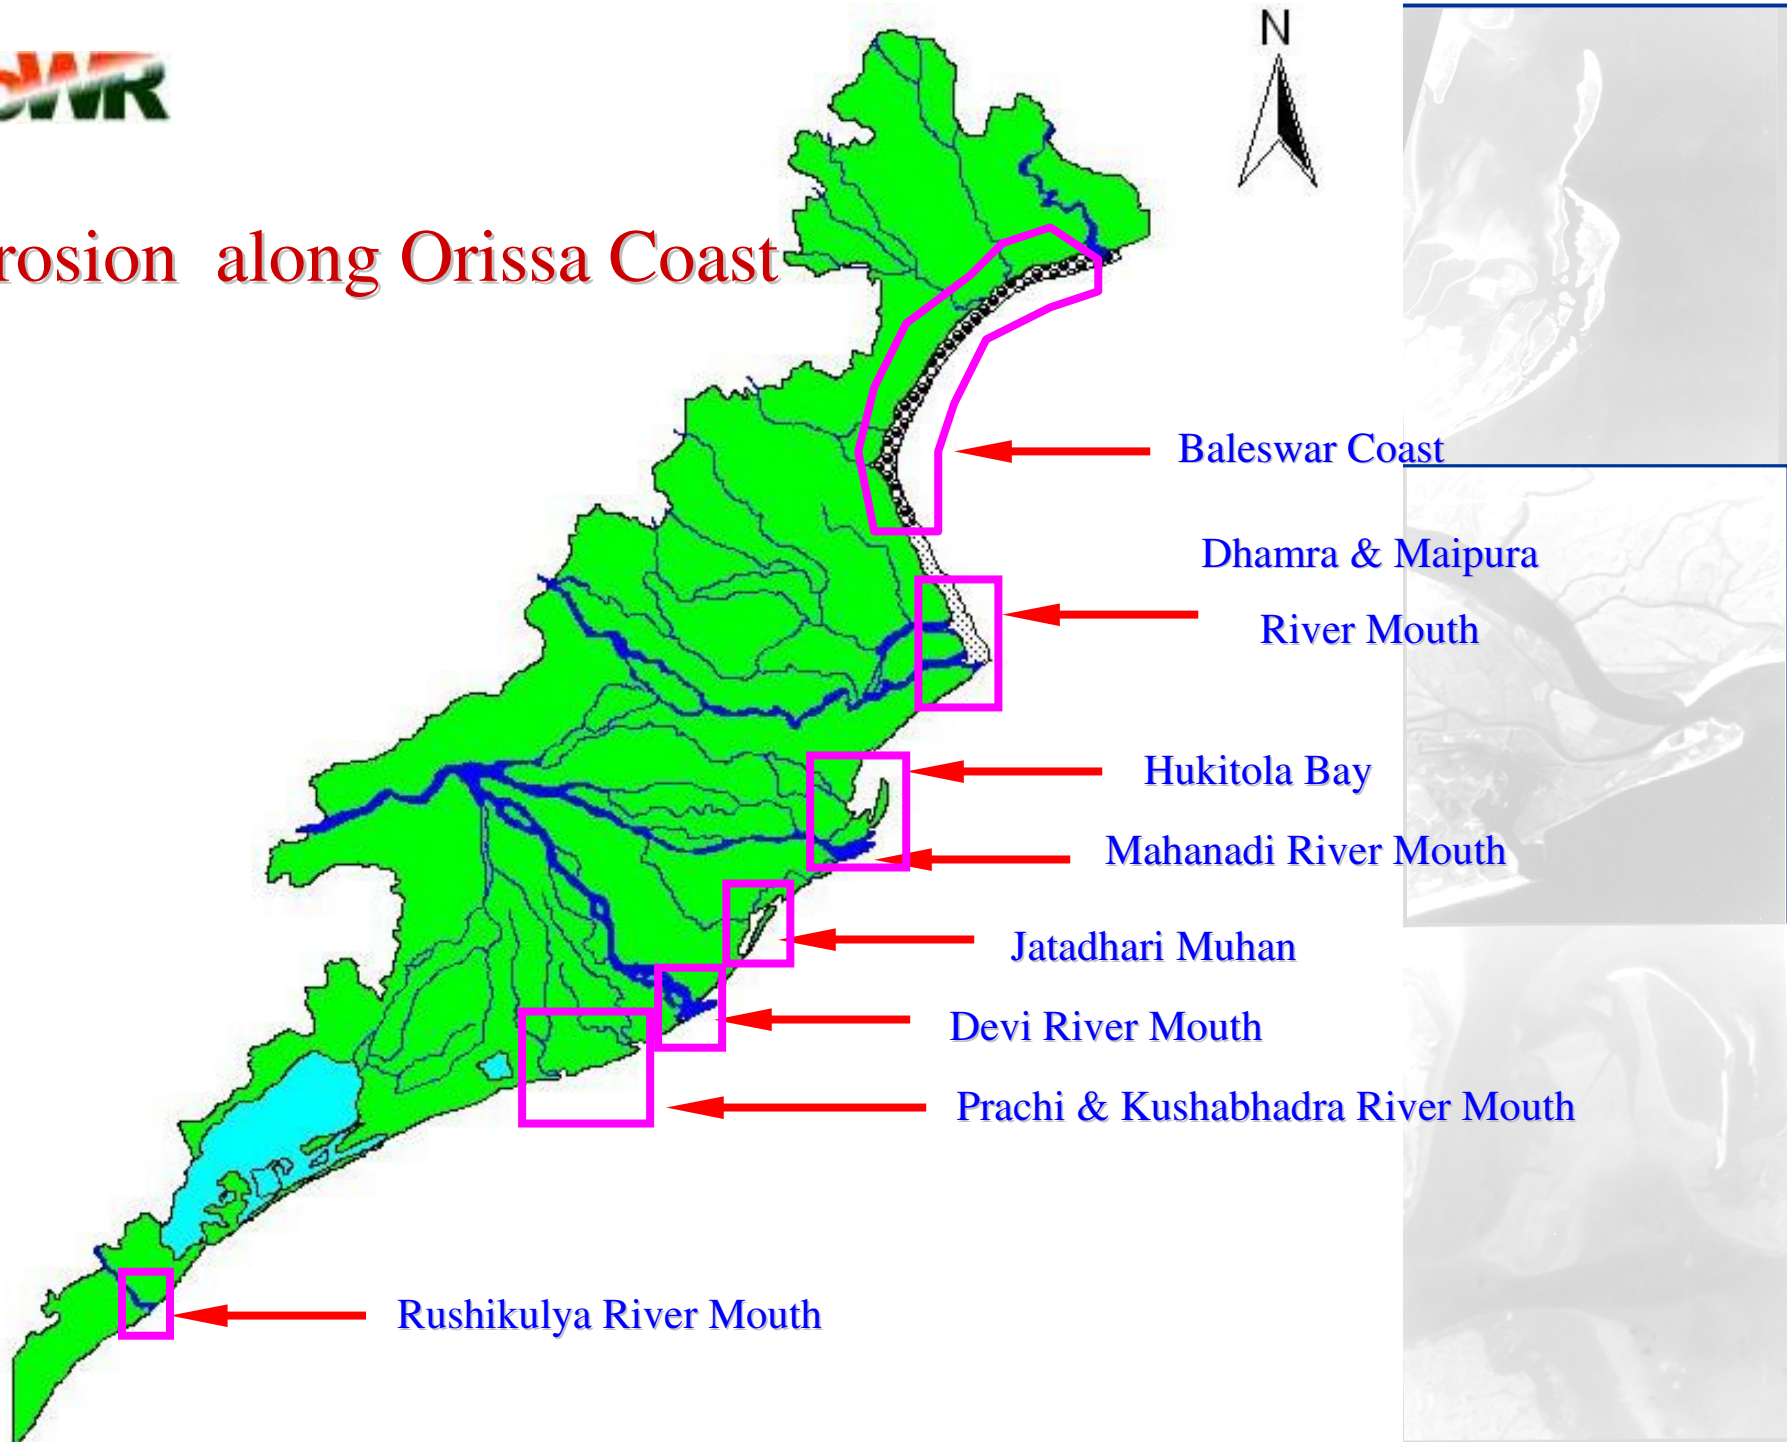 N
rosion along Orissa Coast
Baleswar Coast
Dhamra & Maipura
River Mouth
Hukitola Bay
Mahanadi River Mouth
Jatadhari Muhan
Devi River Mouth
Prachi & Kushabhadra River Mouth
Rushikulya River Mouth